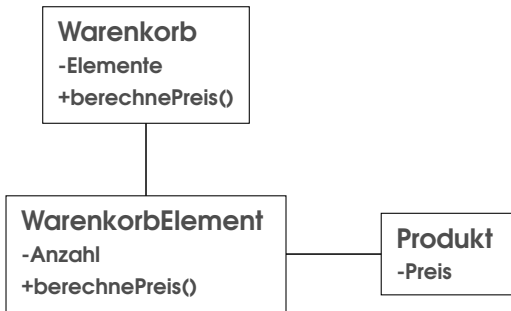 Warenkorb
-Elemente
+berechnePreis()
WarenkorbElement
-Anzahl
+berechnePreis()
Produkt
-Preis